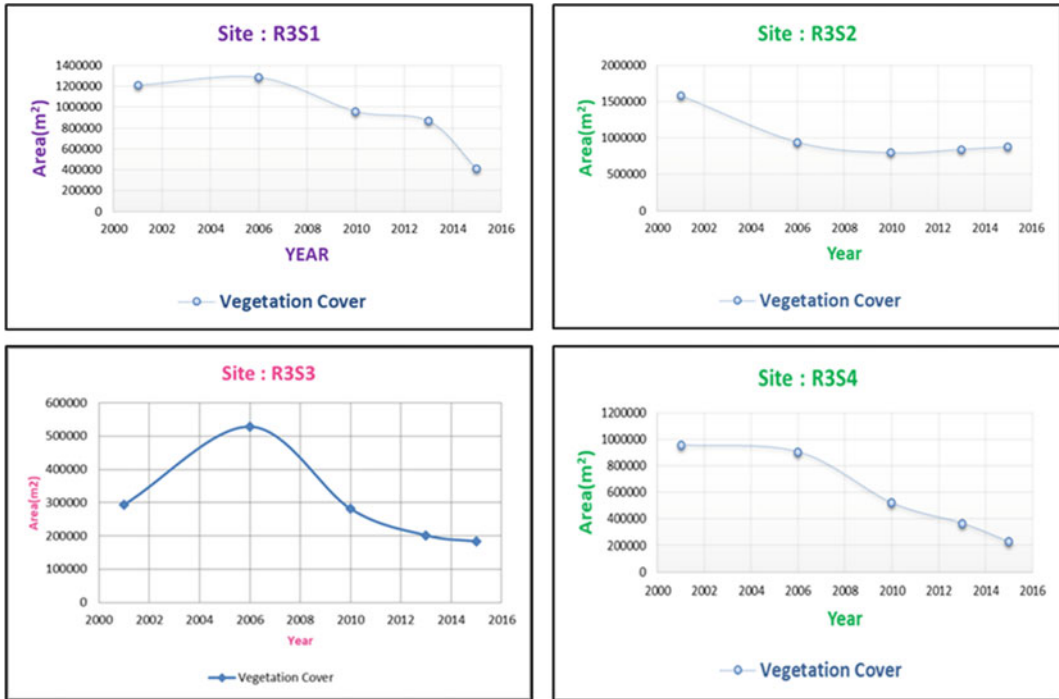 Site : R3S1
1400000
1200000
1000000
800000
600000
400000
200000
0
Area(m²)
2000 2002 2004 2006 2008 2010 2012 2014 2016
YEAR
Vegetation Cover
Site : R3S2
2000000
1500000
1000000
500000
0
Area(m²)
2000 2002 2004 2006 2008 2010 2012 2014 2016
Year
Vegetation Cover
Site : R3S3
600000
500000
400000
300000
200000
100000
0
Area(m2)
2000 2002 2004 2006 2008 2010 2012 2014 2016
Year
Vegetation Cover
Site : R3S4
1200000
1000000
800000
600000
400000
200000
0
Area(m²)
2000 2002 2004 2006 2008 2010 2012 2014 2016
Year
Vegetation Cover